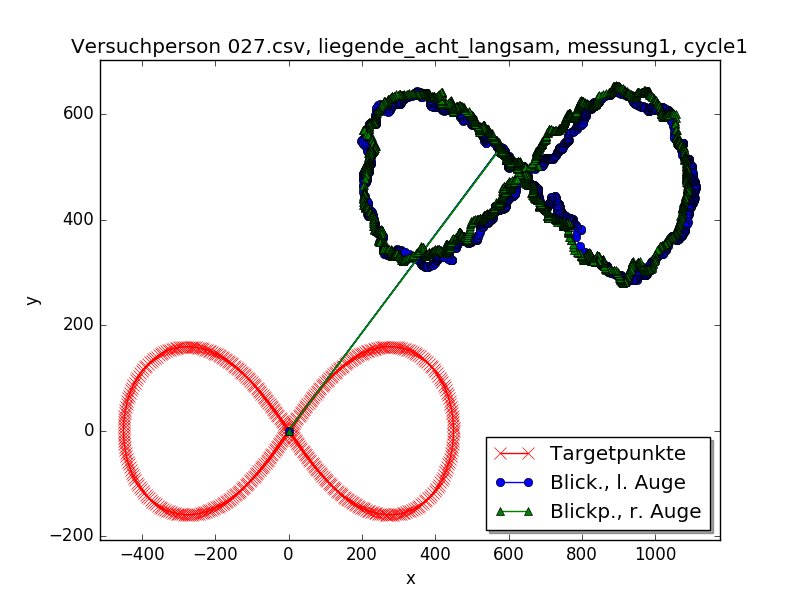 Versuchperson 027.csv, liegende_acht_langsam, messung1, cycle1
y
600
400
200
0
−200
−400
−200
0
200
400
600
800
1000
x
Targetpunkte
Blick., l. Auge
Blickp., r. Auge